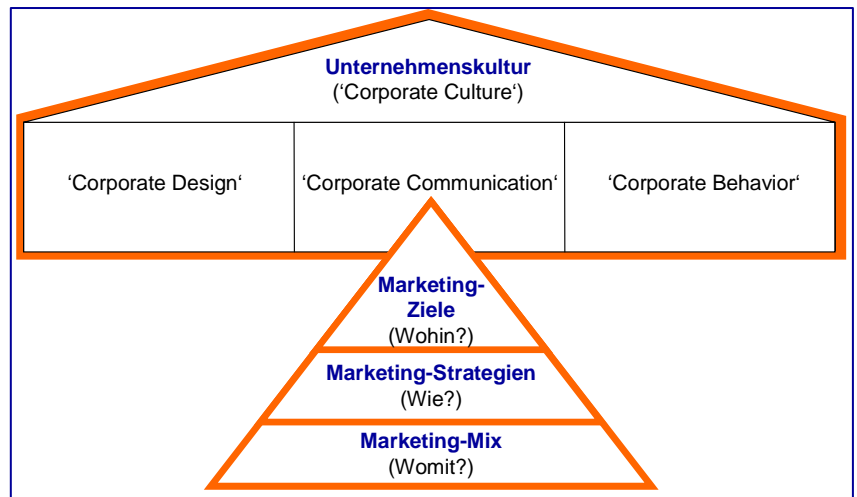 Unternehmenskultur
(‘Corporate Culture‘)
‘Corporate Design‘
‘Corporate Communication‘
‘Corporate Behavior‘
Marketing-
Ziele
(Wohin?)
Marketing-Strategien
(Wie?)
Marketing-Mix
(Womit?)